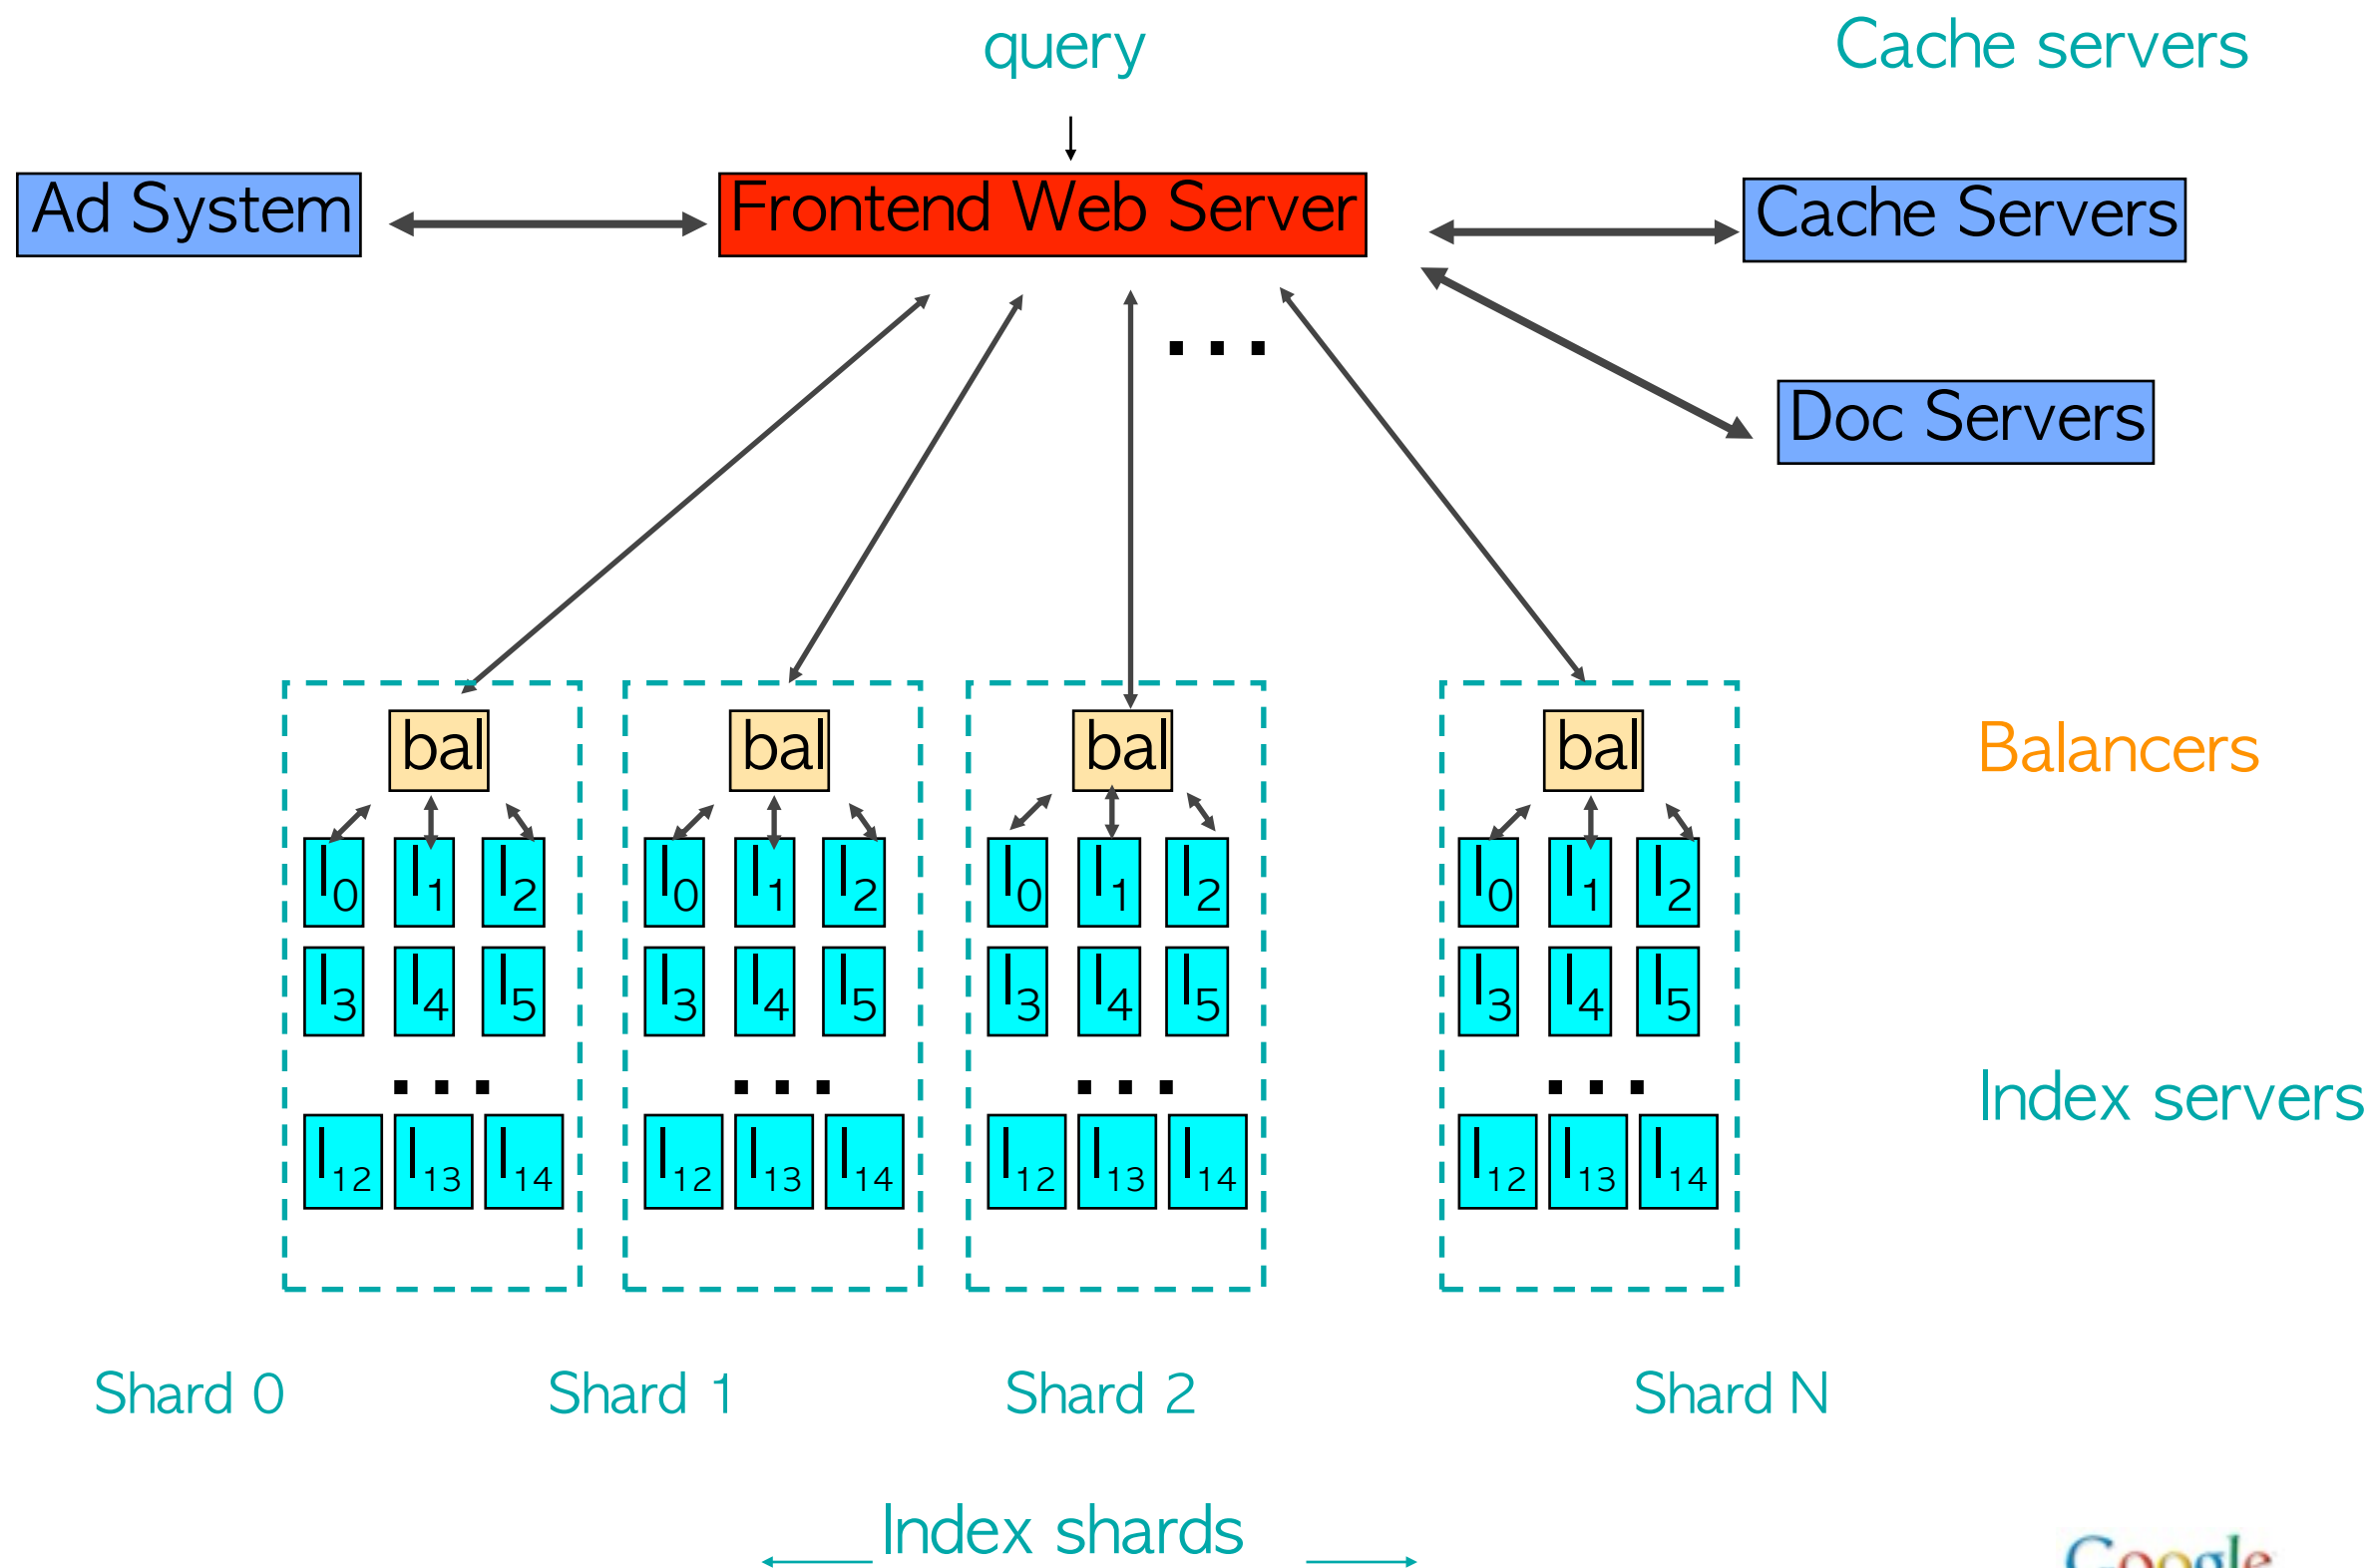 query
Cache servers
Ad System
Frontend Web Server
Cache Servers
...
Doc Servers
bal
bal
bal
bal
Balancers
I0 I1 I2
I0 I1 I2
I0 I1 I2
I0 I1 I2
I3 I4 I5
I3 I4 I5
I3 I4 I5
I3 I4 I5
Index servers
...
...
...
...
I12 I13 I14
I12 I13 I14
I12 I13 I14
I12 I13 I14
Shard 0
Shard 1
Shard 2
Shard N
Index shards
Google